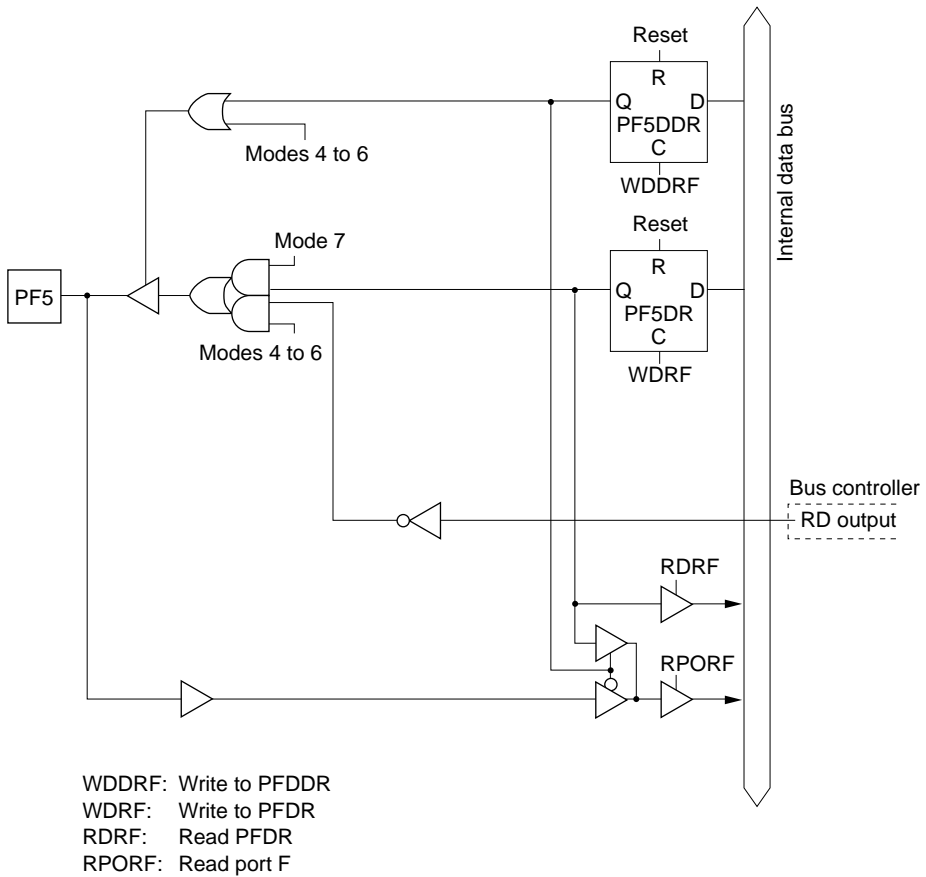 Reset
R
Q D
PF5DDR
C
WDDRF
Modes 4 to 6
Internal data bus
Reset
R
Q D
PF5DR
C
WDRF
Mode 7
PF5
Modes 4 to 6
Bus controller
RD output
RDRF
RPORF
WDDRF: Write to PFDDR
WDRF: Write to PFDR
RDRF: Read PFDR
RPORF: Read port F